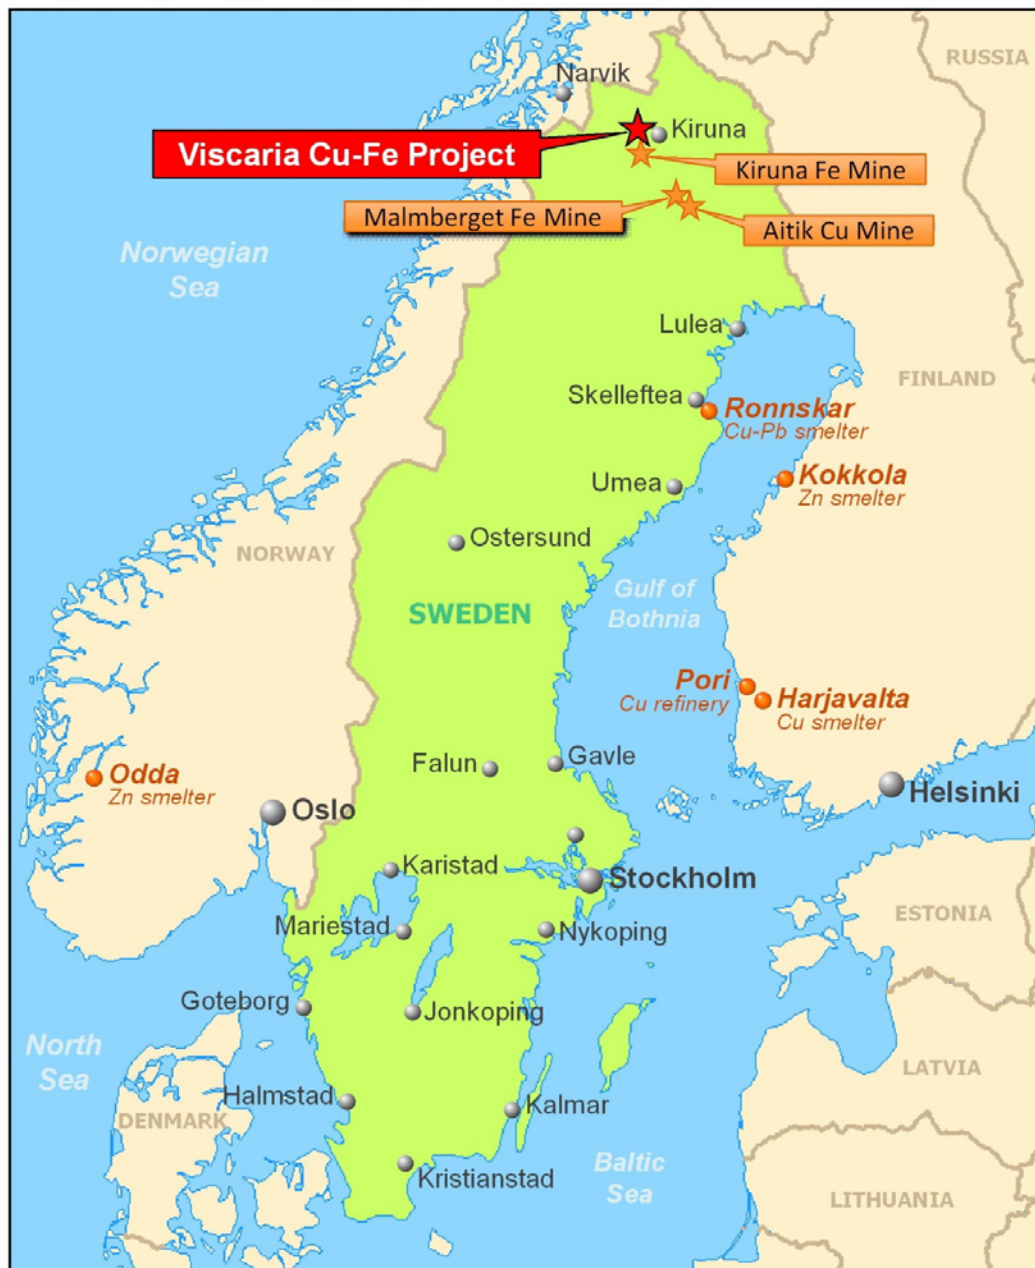 RUSSIA
Narvik
Kiruna
Viscaria Cu-Fe Project
Kiruna Fe Mine
Malmberget Fe Mine
Aitik Cu Mine
Norwegian
Sea
Lulea
FINLAND
Skelleftea
Ronnskar
Cu-Pb smelter
Kokkola
Zn smelter
Umea
Ostersund
NORWAY
Gulf of
Bothnia
SWEDEN
Pori
Cu refinery
Harjavalta
Cu smelter
Falun
Gavle
Odda
Zn smelter
Oslo
Helsinki
Karistad
Stockholm
ESTONIA
Mariestad
Nykoping
Goteborg
Jonkoping
North
Sea
LATVIA
Halmstad
Kalmar
DENMARK
Kristianstad
Baltic
Sea
LITHUANIA